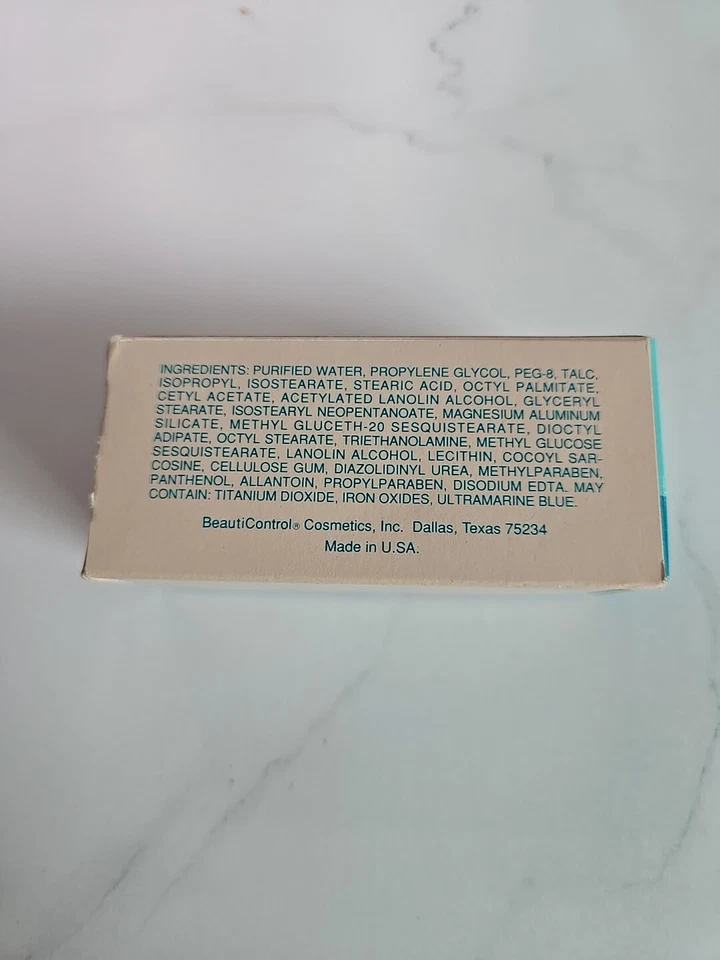 INGREDIENTS: PURIFIED WATER, PROPYLENE GLYCOL, PEG-8, TALC,
ISOPROPYL, ISOSTEARATE, STEARIC ACID, OCTYL PALMITATE,
CETYL ACETATE, ACETYLATED LANOLIN ALCOHOL, GLYCERYL
STEARATE, ISOSTEARYL NEOPENTANOATE, MAGNESIUM ALUMINUM
SILICATE, METHYL GLUCETH-20 SESQUISTEARATE, DIOCTYL
ADIPATE, OCTYL STEARATE, TRIETHANOLAMINE, METHYL GLUCOSE
SESQUISTEARATE, LANOLIN ALCOHOL, LECITHIN, COCOYL SAR-
COSINE, CELLULOSE GUM, DIAZOLIDINYL UREA, METHYLPARABEN,
PANTHENOL, ALLANTOIN, PROPYLPARABEN, DISODIUM EDTA. MAY
CONTAIN: TITANIUM DIOXIDE, IRON OXIDES, ULTRAMARINE BLUE.
BeautiControl® Cosmetics, Inc. Dallas, Texas 75234
Made in U.SA.